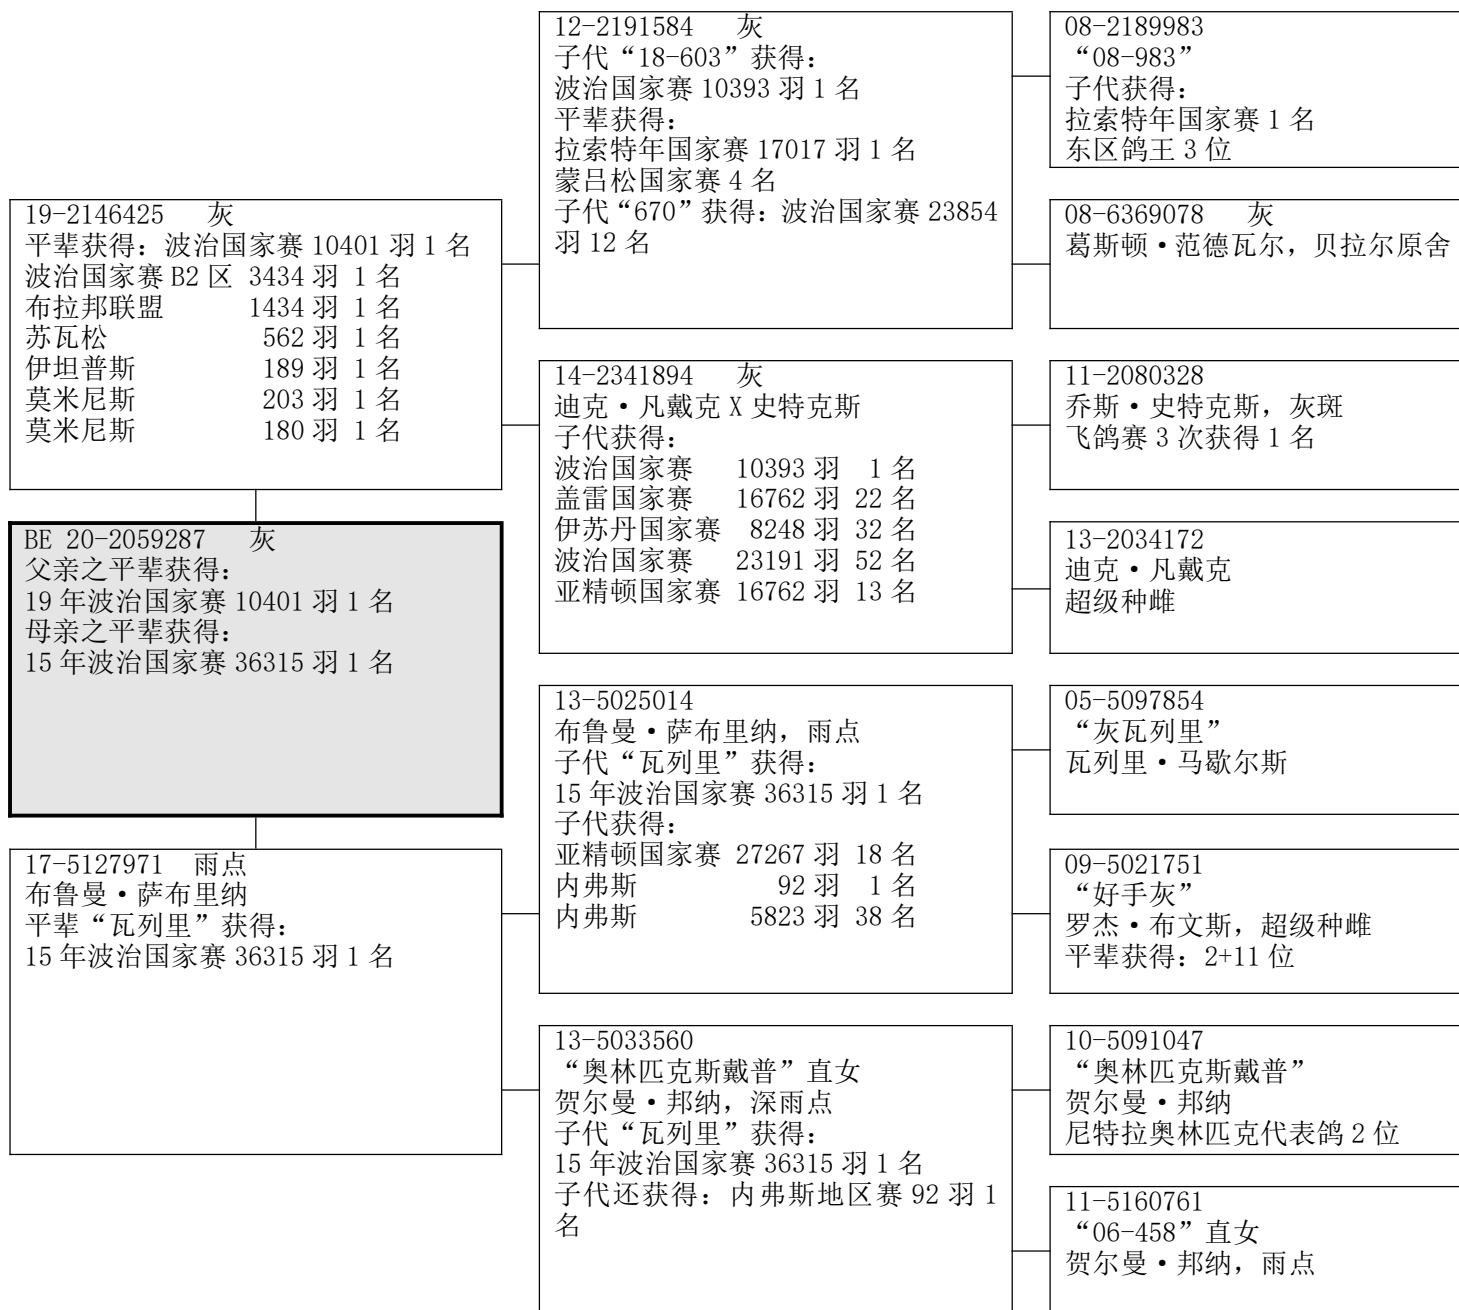 19-2146425 灰
平辈获得：波治国家赛 10401 羽 1 名
波治国家赛 B2 区 3434 羽 1 名
布拉邦联盟 1434 羽 1 名
苏瓦松 562 羽 1 名
伊坦普斯 189 羽 1 名
莫米尼斯 203 羽 1 名
莫米尼斯 180 羽 1 名
BE 20-2059287 灰
父亲之平辈获得：
19 年波治国家赛 10401 羽 1 名
母亲之平辈获得：
15 年波治国家赛 36315 羽 1 名
17-5127971 雨点
布鲁曼·萨布里纳
平辈“瓦列里”获得：
15 年波治国家赛 36315 羽 1 名
12-2191584 灰
子代“18-603”获得：
波治国家赛 10393 羽 1 名
平辈获得：
拉索特年国家赛 17017 羽 1 名
蒙吕松国家赛 4 名
子代“670”获得：波治国家赛 23854
羽 12 名
14-2341894 灰
迪克·凡戴克 X 史特克斯
子代获得：
波治国家赛 10393 羽 1 名
盖雷国家赛 16762 羽 22 名
伊苏丹国家赛 8248 羽 32 名
波治国家赛 23191 羽 52 名
亚精顿国家赛 16762 羽 13 名
13-5025014
布鲁曼·萨布里纳，雨点
子代“瓦列里”获得：
15 年波治国家赛 36315 羽 1 名
子代获得：
亚精顿国家赛 27267 羽 18 名
内弗斯 92 羽 1 名
内弗斯 5823 羽 38 名
13-5033560
“奥林匹克斯戴普”直女
贺尔曼·邦纳，深雨点
子代“瓦列里”获得：
15 年波治国家赛 36315 羽 1 名
子代还获得：内弗斯地区赛 92 羽 1
名
08-2189983
“08-983”
子代获得：
拉索特年国家赛 1 名
东区鸽王 3 位
08-6369078 灰
葛斯顿·范德瓦尔，贝拉尔原舍
11-2080328
乔斯·史特克斯，灰斑
飞鸽赛 3 次获得 1 名
13-2034172
迪克·凡戴克
超级种雌
05-5097854
“灰瓦列里”
瓦列里·马歇尔斯
09-5021751
“好手灰”
罗杰·布文斯，超级种雌
平辈获得：2+11 位
10-5091047
“奥林匹克斯戴普”
贺尔曼·邦纳
尼特拉奥林匹克代表鸽 2 位
11-5160761
“06-458”直女
贺尔曼·邦纳，雨点